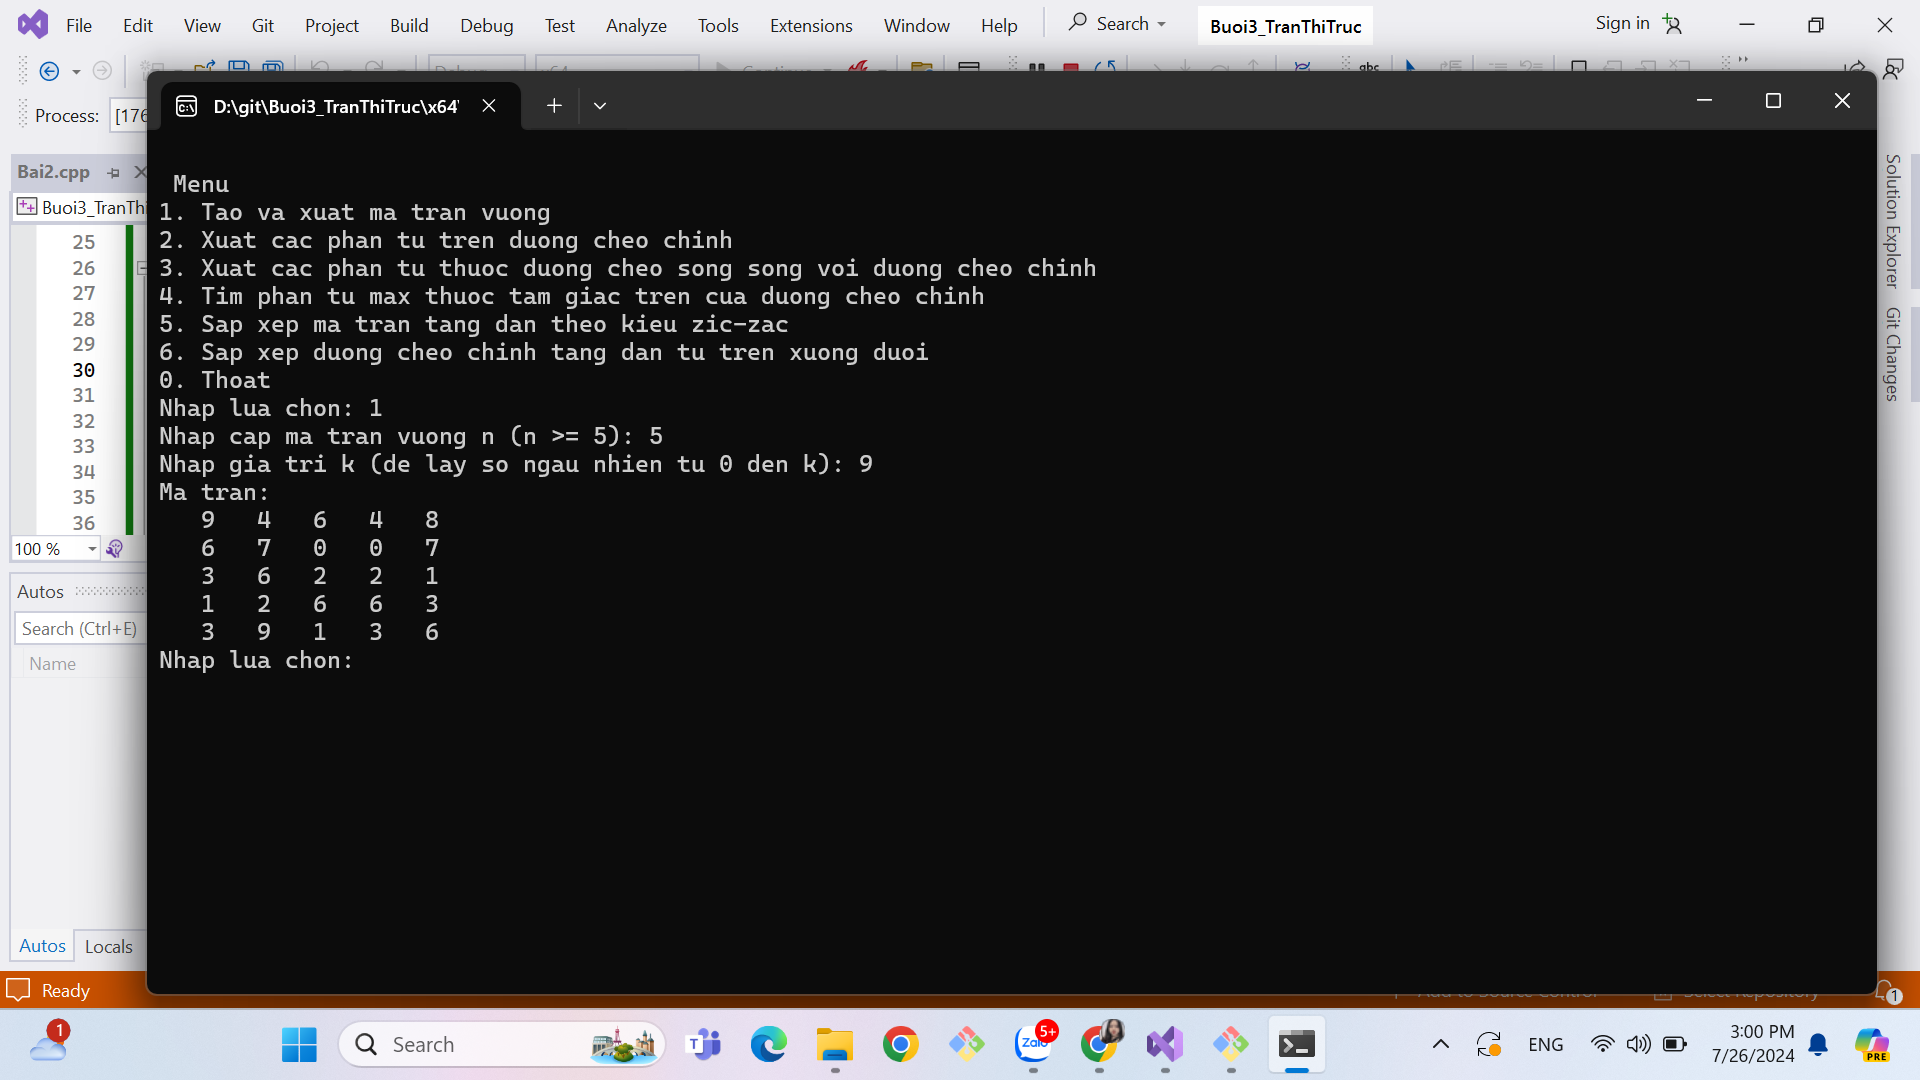 File Edit View Git Project Build Debug Test Analyze Tools Extensions Window Help Search Buoi3_TranThiTruc Sign in
Process: [176
D:\git\Buoi3_TranThiTruc\x64
Bai2.cpp
Buoi3_TranThi
25
26
27
28
29
30
31
32
33
34
35
36
100 %
Autos
Search (Ctrl+E)
Name
Autos Locals
Ready
Menu
1. Tao va xuat ma tran vuong
2. Xuat cac phan tu tren duong cheo chinh
3. Xuat cac phan tu thuoc duong cheo song song voi duong cheo chinh
4. Tim phan tu max thuoc tam giac tren cua duong cheo chinh
5. Sap xep ma tran tang dan theo kieu zic-zac
6. Sap xep duong cheo chinh tang dan tu tren xuong duoi
0. Thoat
Nhap lua chon: 1
Nhap cap ma tran vuong n (n >= 5): 5
Nhap gia tri k (de lay so ngau nhien tu 0 den k): 9
Ma tran:
9 4 6 4 8
6 7 0 0 7
3 6 2 2 1
1 2 6 6 3
3 9 1 3 6
Nhap lua chon:
Solution Explorer
Git Changes
1
1
Search
5+
Zalo
ENG
3:00 PM
7/26/2024
PRE